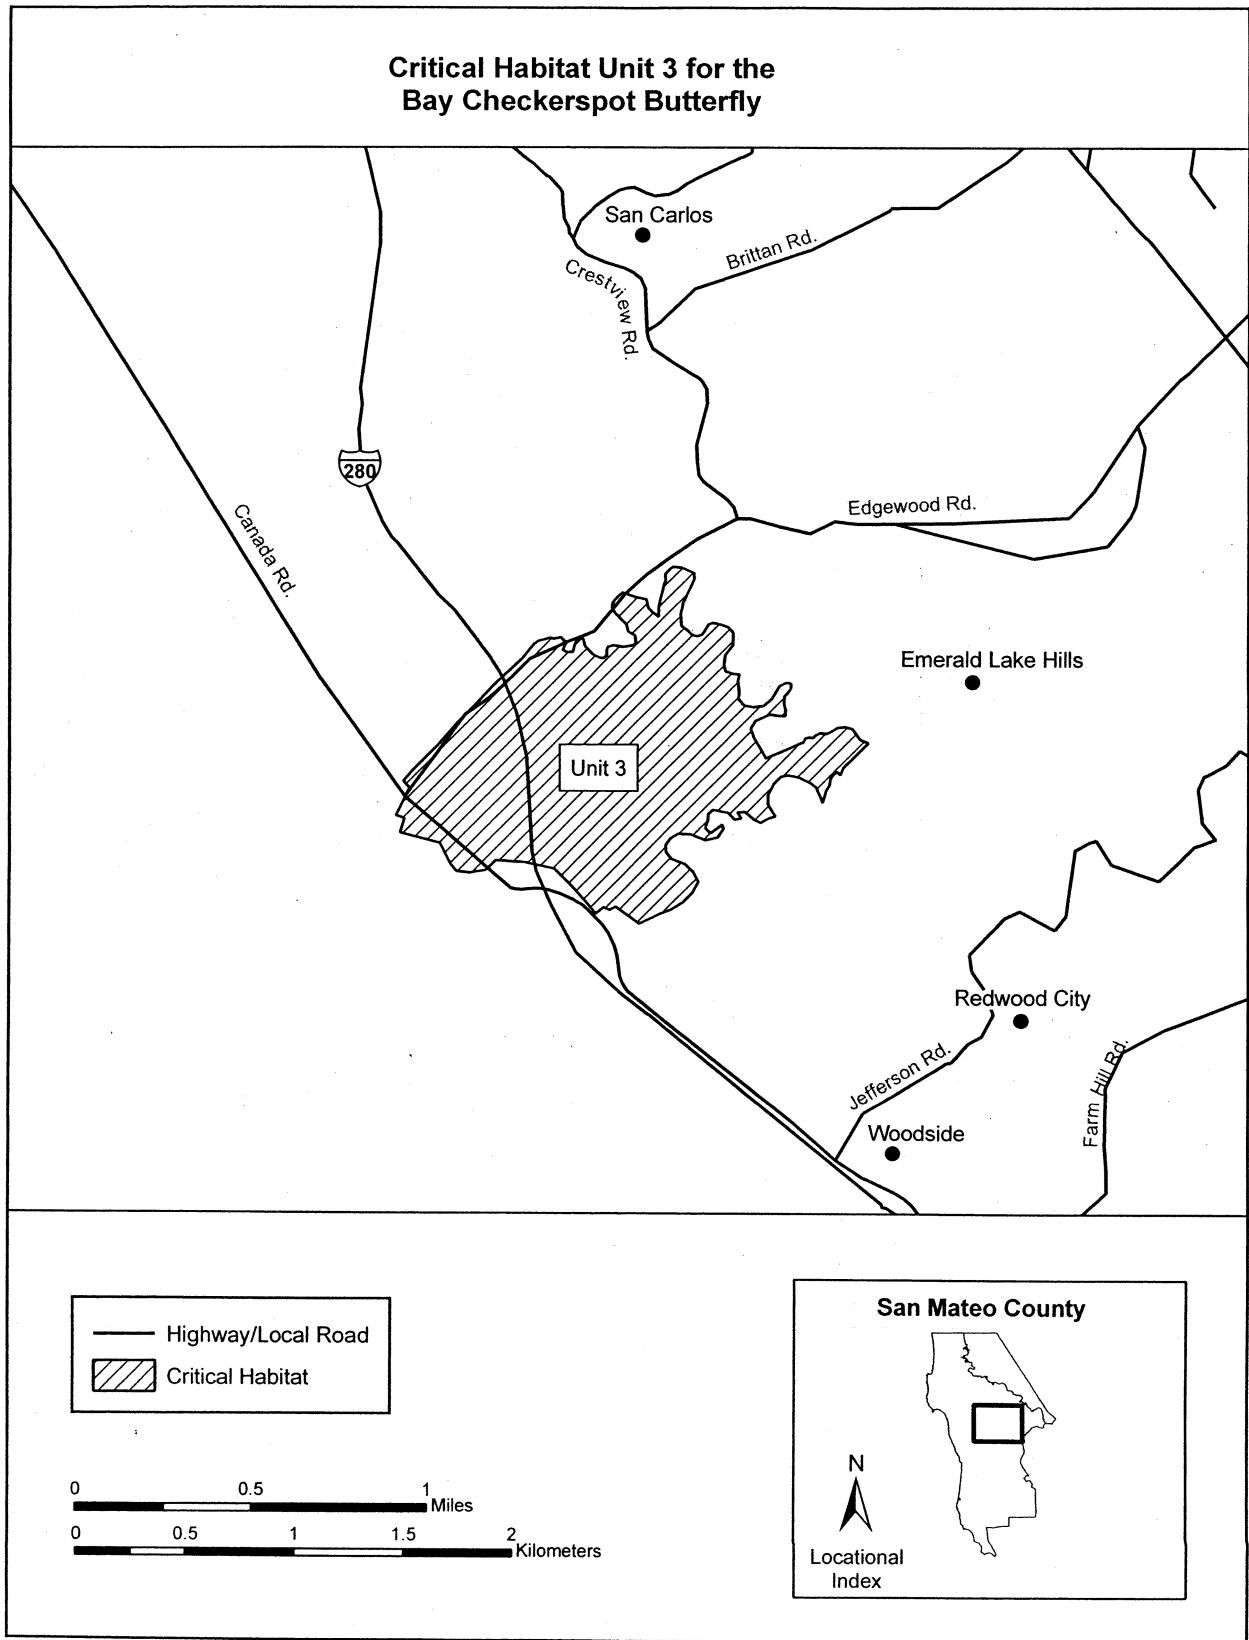 Critical Habitat Unit 3 for the
Bay Checkerspot Butterfly
San Carlos
Brittan Rd.
Crestview Rd.
280
Canada Rd.
Edgewood Rd.
Emerald Lake Hills
Unit 3
Redwood City
Jefferson Rd.
Farm Hill Rd.
Woodside
Highway/Local Road
Critical Habitat
0 0.5 1
Miles
0 0.5 1 1.5 2
Kilometers
San Mateo County
N
Locational
Index